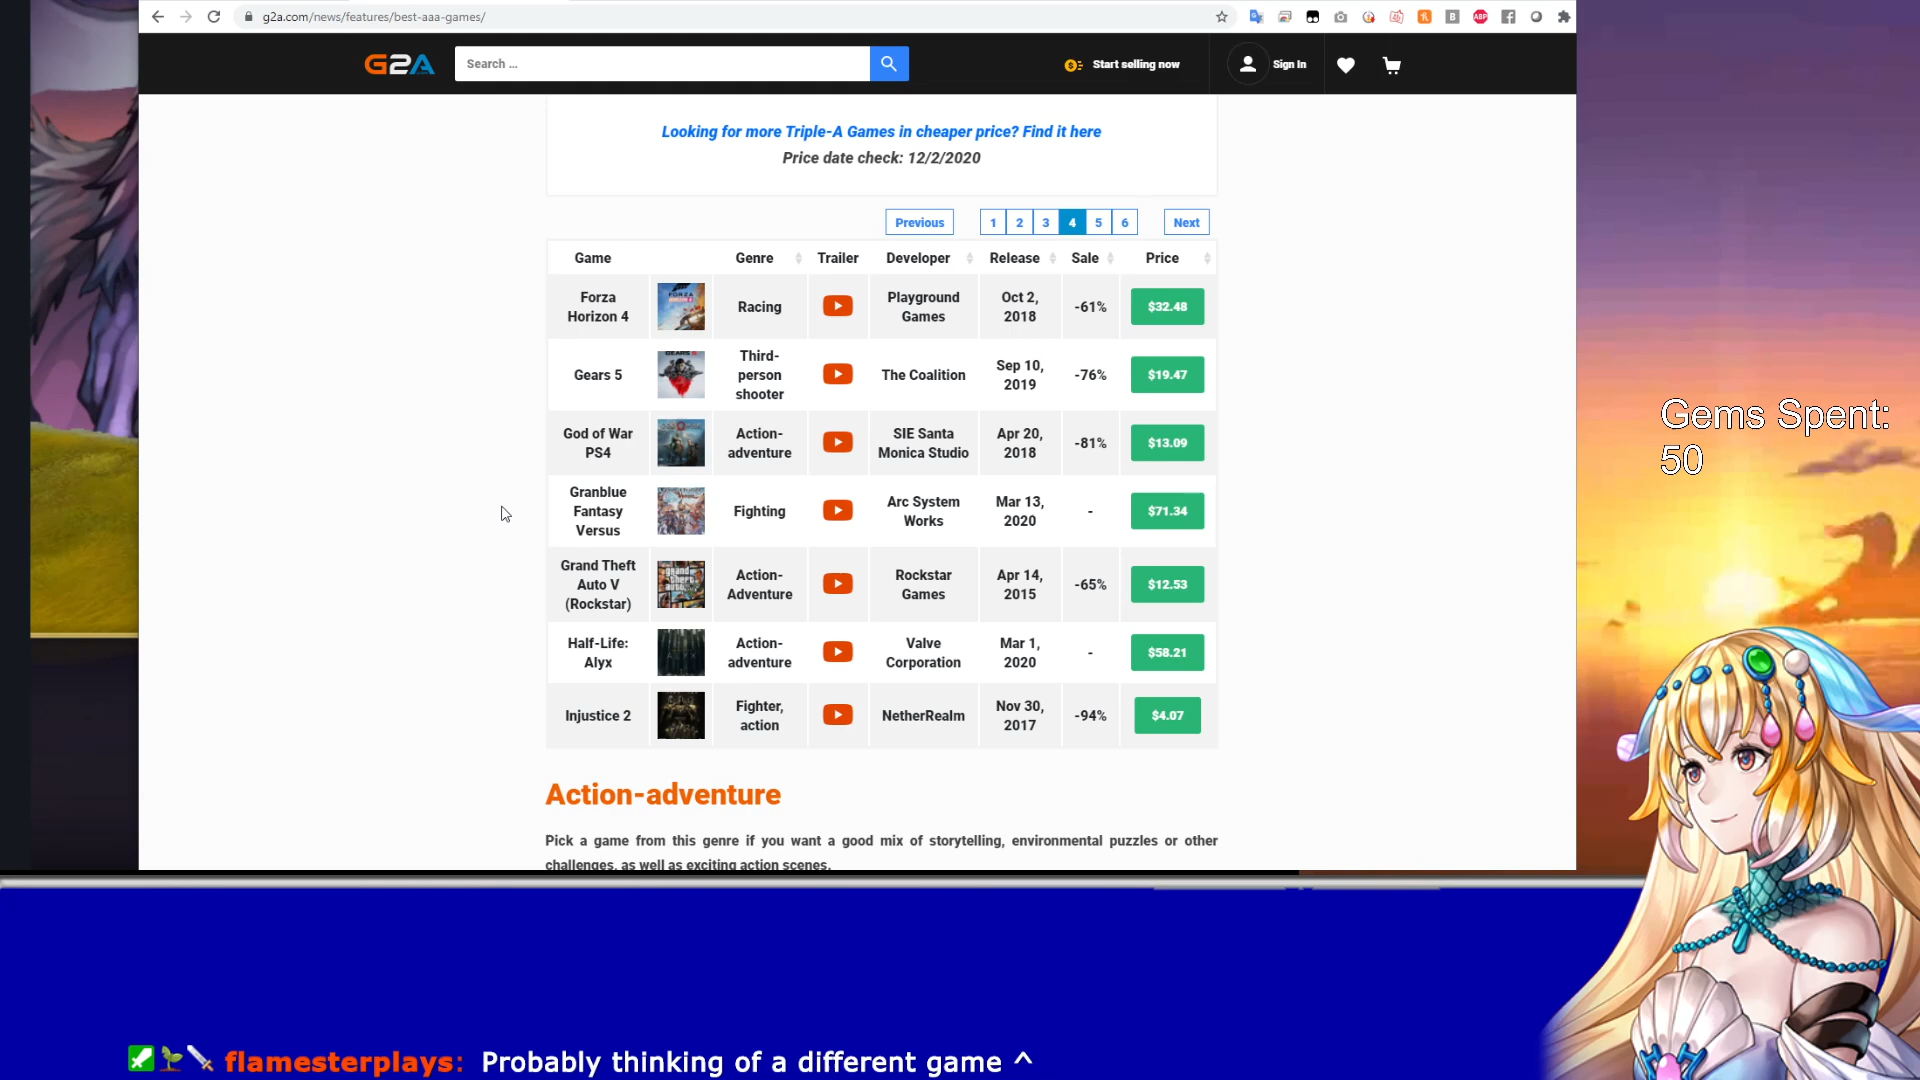 g2a.com/news/features/best-aaa-games/
G2A
Search ...
Start selling now
Sign In
Looking for more Triple-A Games in cheaper price? Find it here
Price date check: 12/2/2020
Previous 1 2 3 4 5 6 Next
Game Genre Trailer Developer Release Sale Price
Forza Horizon 4 Racing Playground Games Oct 2, 2018 -61% $32.48
Gears 5 Third-person shooter The Coalition Sep 10, 2019 -76% $19.47
God of War PS4 Action-adventure SIE Santa Monica Studio Apr 20, 2018 -81% $13.09
Granblue Fantasy Versus Fighting Arc System Works Mar 13, 2020 - $71.34
Grand Theft Auto V (Rockstar) Action-Adventure Rockstar Games Apr 14, 2015 -65% $12.53
Half-Life: Alyx Action-adventure Valve Corporation Mar 1, 2020 - $58.21
Injustice 2 Fighter, action NetherRealm Nov 30, 2017 -94% $4.07
Action-adventure
Pick a game from this genre if you want a good mix of storytelling, environmental puzzles or other
challenges, as well as exciting action scenes.
Gems Spent:
50
flamesterplays: Probably thinking of a different game ^